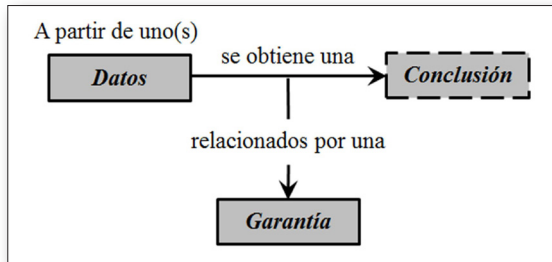 A partir de uno(s)
se obtiene una
Datos
Conclusión
relacionados por una
Garantía